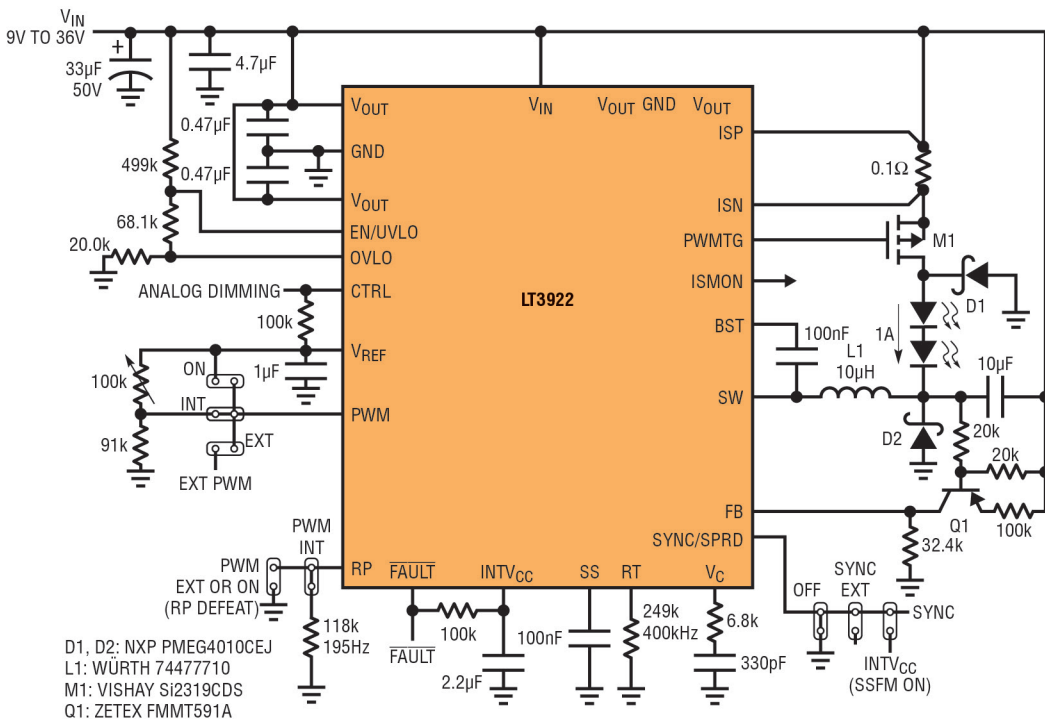 VIN
9V TO 36V
33µF
50V
4.7µF
0.47µF
0.47µF
499k
68.1k
20.0k
VOUT
GND
VOUT
EN/UVLO
OVLO
CTRL
VREF
PWM
RP
VIN
VOUT GND VOUT
ISP
ISN
PWMTG
ISMON
BST
SW
FB
SYNC/SPRD
LT3922
FAULT
INTVCC
SS
RT
VC
ANALOG DIMMING
100k
1µF
100k
91k
ON
INT
EXT
EXT PWM
0.1Ω
M1
D1
1A
100nF
L1
10µH
10µF
D2
20k
20k
Q1
100k
32.4k
PWM
INT
PWM
EXT OR ON
(RP DEFEAT)
118k
195Hz
100k
FAULT
2.2µF
100nF
249k
400kHz
6.8k
330pF
OFF
SYNC
EXT
SYNC
INTVCC
(SSFM ON)
D1, D2: NXP PMEG4010CEJ
L1: WÜRTH 74477710
M1: VISHAY Si2319CDS
Q1: ZETEX FMMT591A